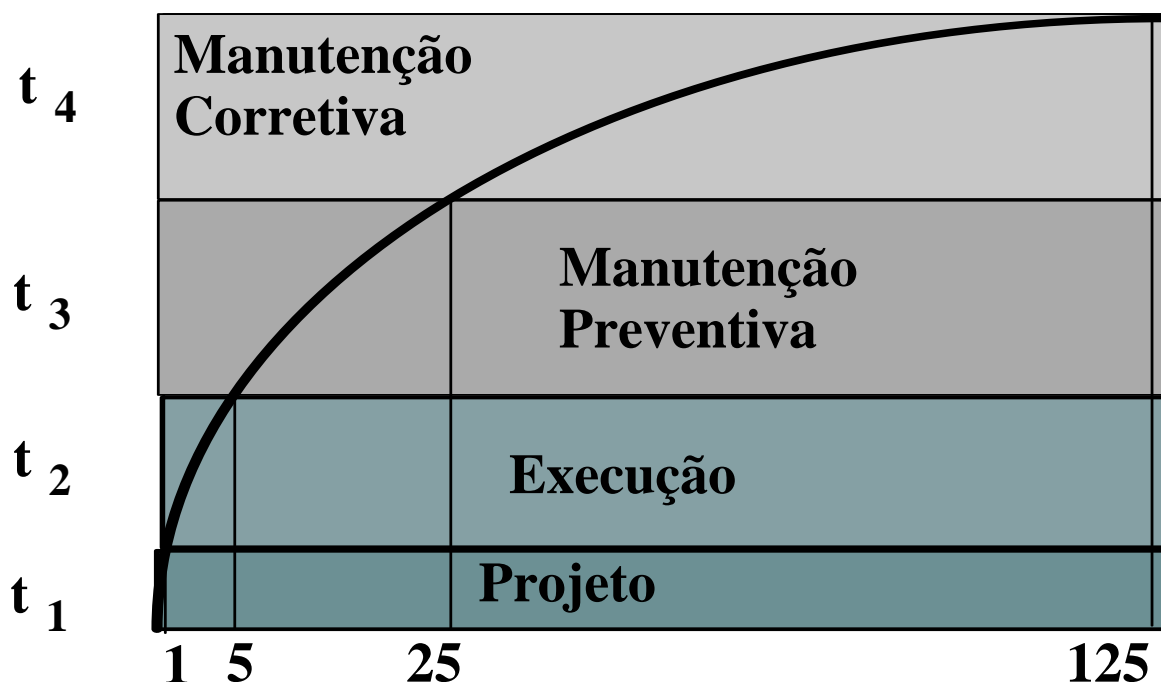 Manutenção
Corretiva
t 4
Manutenção
Preventiva
t 3
Execução
t 2
Projeto
t 1
1 5 25 125